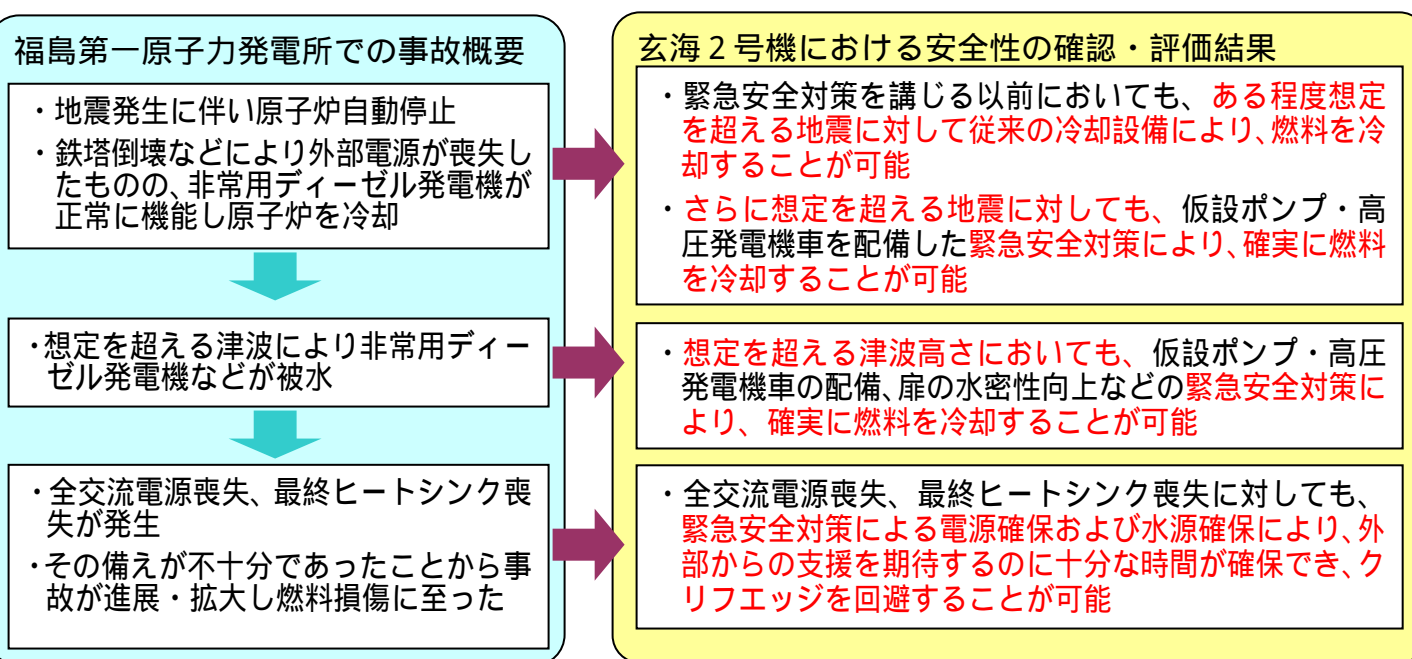 福島第一原子力発電所での事故概要
・地震発生に伴い原子炉自動停止
・鉄塔倒壊などにより外部電源が喪失し
たものの、非常用ディーゼル発電機が
正常に機能し原子炉を冷却
・想定を超える津波により非常用ディー
ゼル発電機などが被水
・全交流電源喪失、最終ヒートシンク喪
失が発生
・その備えが不十分であったことから事
故が進展・拡大し燃料損傷に至った
玄海2号機における安全性の確認・評価結果
・緊急安全対策を講じる以前においても、ある程度想定
を超える地震に対して従来の冷却設備により、燃料を冷
却することが可能
・さらに想定を超える地震に対しても、仮設ポンプ・高
圧発電機車を配備した緊急安全対策により、確実に燃料
を冷却することが可能
・想定を超える津波高さにおいても、仮設ポンプ・高圧
発電機車の配備、扉の水密性向上などの緊急安全対策に
より、確実に燃料を冷却することが可能
・全交流電源喪失、最終ヒートシンク喪失に対しても、
緊急安全対策による電源確保および水源確保により、外
部からの支援を期待するのに十分な時間が確保でき、ク
リフエッジを回避することが可能